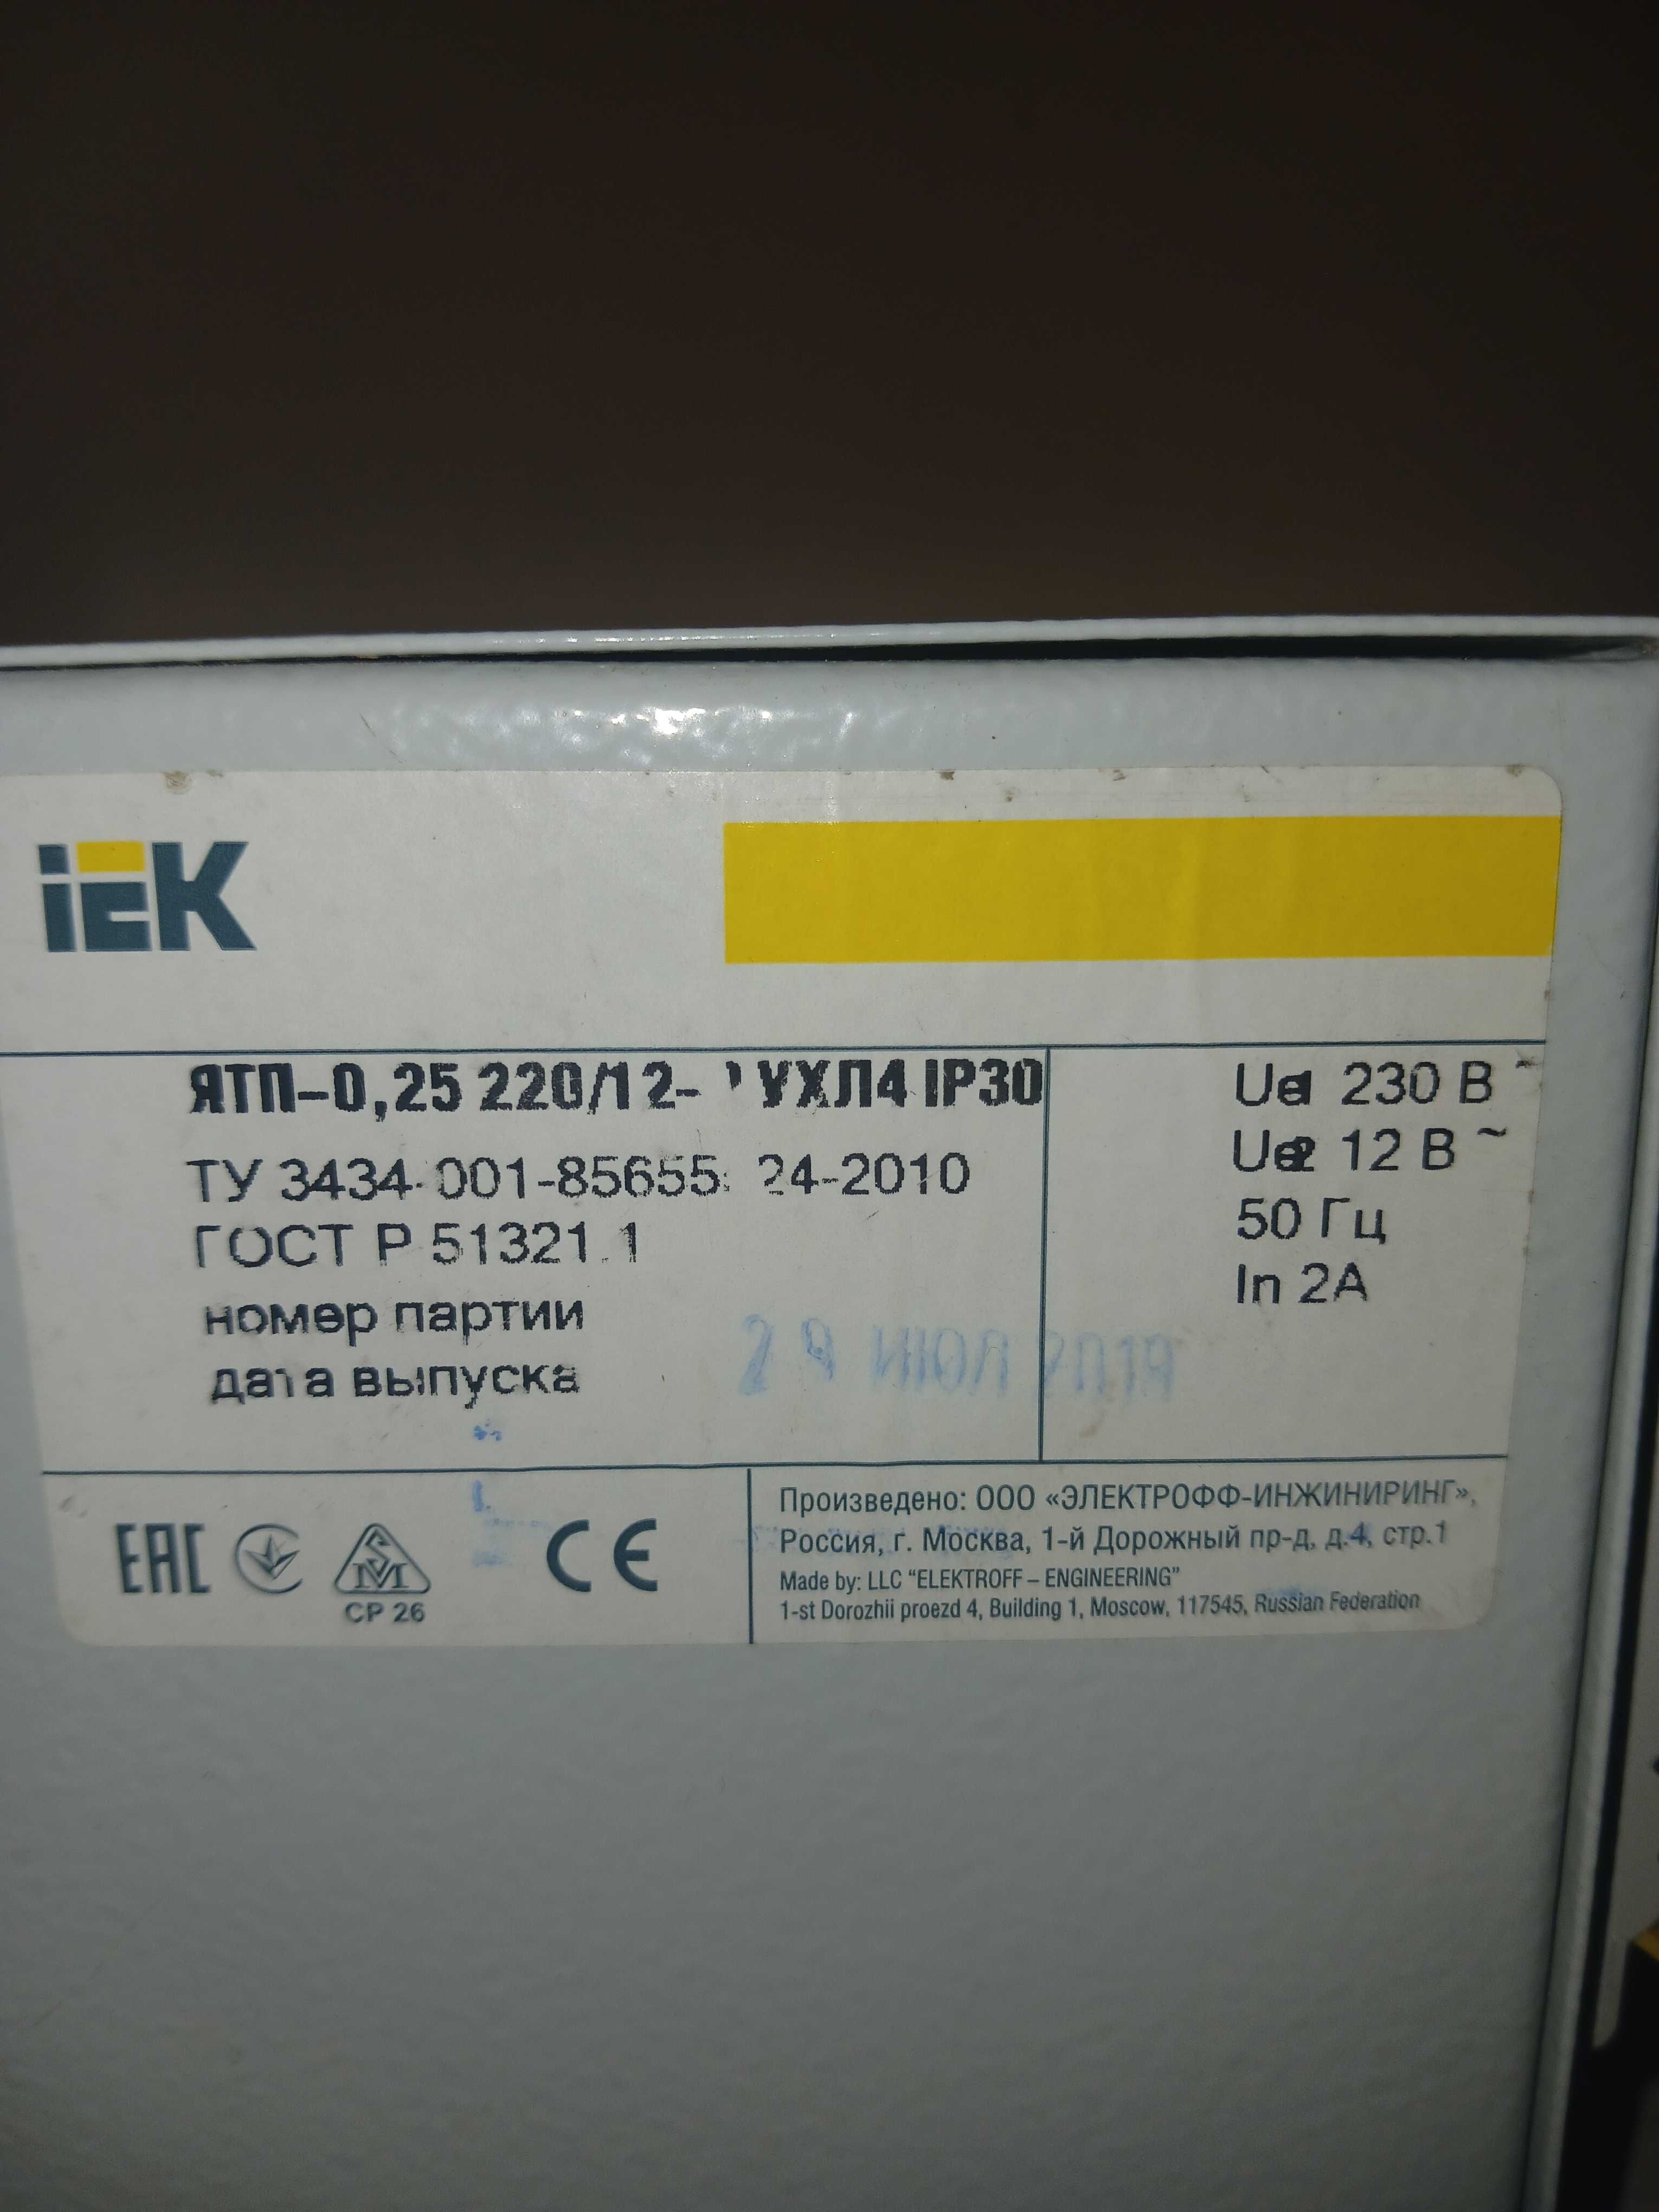 iEK
ЯТП-0,25 220/12- УХЛ4 IP30
ТУ 3434-001-85655 24-2010
ГОСТ Р 51321.1
номер партии
дата выпуска
ИЮЛ
Ue1 230 В ~
Ue2 12 В ~
50 Гц
In 2А
EAC
СР 26
CE
Произведено: ООО «ЭЛЕКТРОФФ-ИНЖИНИРИНГ»,
Россия, г. Москва, 1-й Дорожный пр-д, д.4, стр.1
Made by: LLC "ELEKTROFF – ENGINEERING"
1-st Dorozhii proezd 4, Building 1, Moscow, 117545, Russian Federation